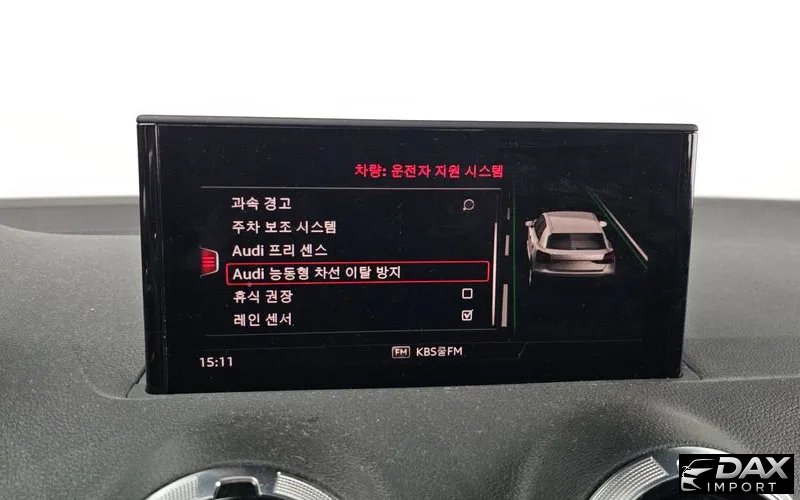 차량: 운전자 지원 시스템
과속 경고
주차 보조 시스템
Audi 프리 센스
Audi 능동형 차선 이탈 방지
휴식 권장
레인 센서
15:11
FM KBS쿨FM
DAX
IMPORT